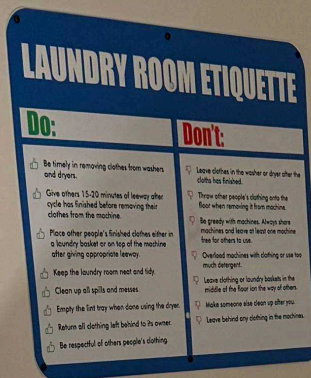 LAUNDRY ROOM ETIQUETTE
Do:
Be timely in removing clothes from washers
and dryers.
Give others 15-20 minutes of leeway after
cycle has finished before removing their
clothes from the machine.
Place other people's finished clothes either in
a laundry basket or on top of the machine
after giving appropriate leeway.
Keep the laundry room neat and tidy.
Clean up all spills and messes.
Empty the lint tray when done using the dryer.
Return all clothing left behind to its owner.
Be respectful of others people's clothing.
Don't:
Leave clothes in the washer or dryer after the
cloths has finished.
Throw other people's clothing onto the
floor when removing it from machine.
Be greedy with machines. Always share
machines and leave at least one machine
free for others to use.
Overload machines with clothing or use too
much detergent.
Leave clothing or laundry baskets in the
middle of the floor ion the way of others.
Make someone else clean up after you.
Leave behind any clothing in the machines.